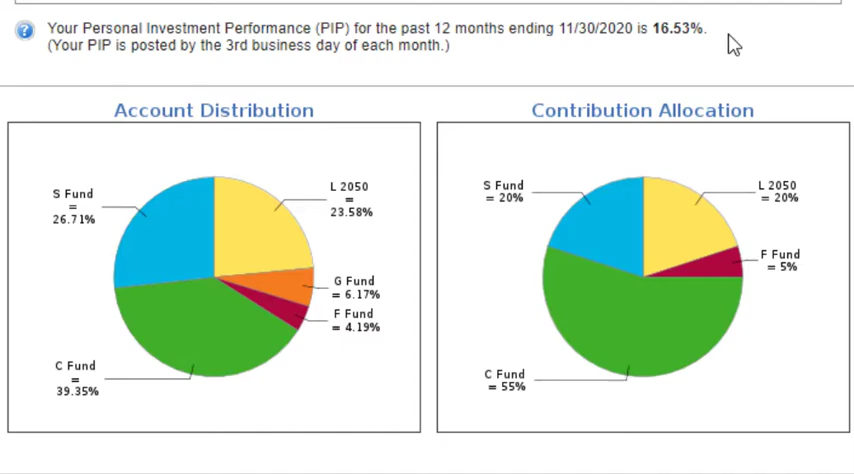 Your Personal Investment Performance (PIP) for the past 12 months ending 11/30/2020 is 16.53%.
(Your PIP is posted by the 3rd business day of each month.)
Account Distribution
S Fund
=
26.71%
L 2050
=
23.58%
G Fund
= 6.17%
F Fund
= 4.19%
C Fund
=
39.35%
Contribution Allocation
S Fund
= 20%
L 2050
= 20%
F Fund
= 5%
C Fund
= 55%